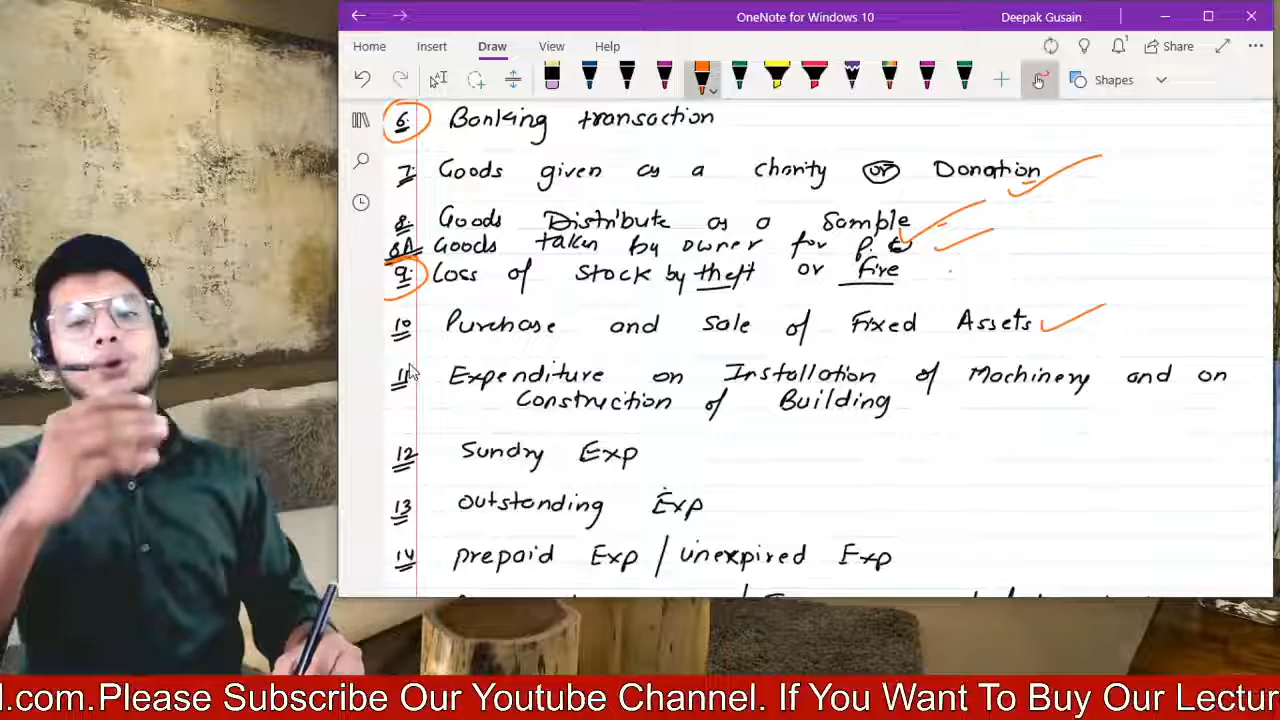 OneNote for Windows 10
Deepak Gusain
Home Insert Draw View Help
Share
Shapes
6. Banking transaction
7. Goods given as a charity or Donation
8. Goods Distribute as a Sample
8A Goods taken by owner for P.
9. Loss of Stock by theft or Fire
10 Purchase and Sale of Fixed Assets
11 Expenditure on Installation of Machinery and on
Construction of Building
12 Sundry Exp
13 outstanding Exp
14 prepaid Exp / unexpired Exp
l.com.Please Subscribe Our Youtube Channel. If You Want To Buy Our Lectur